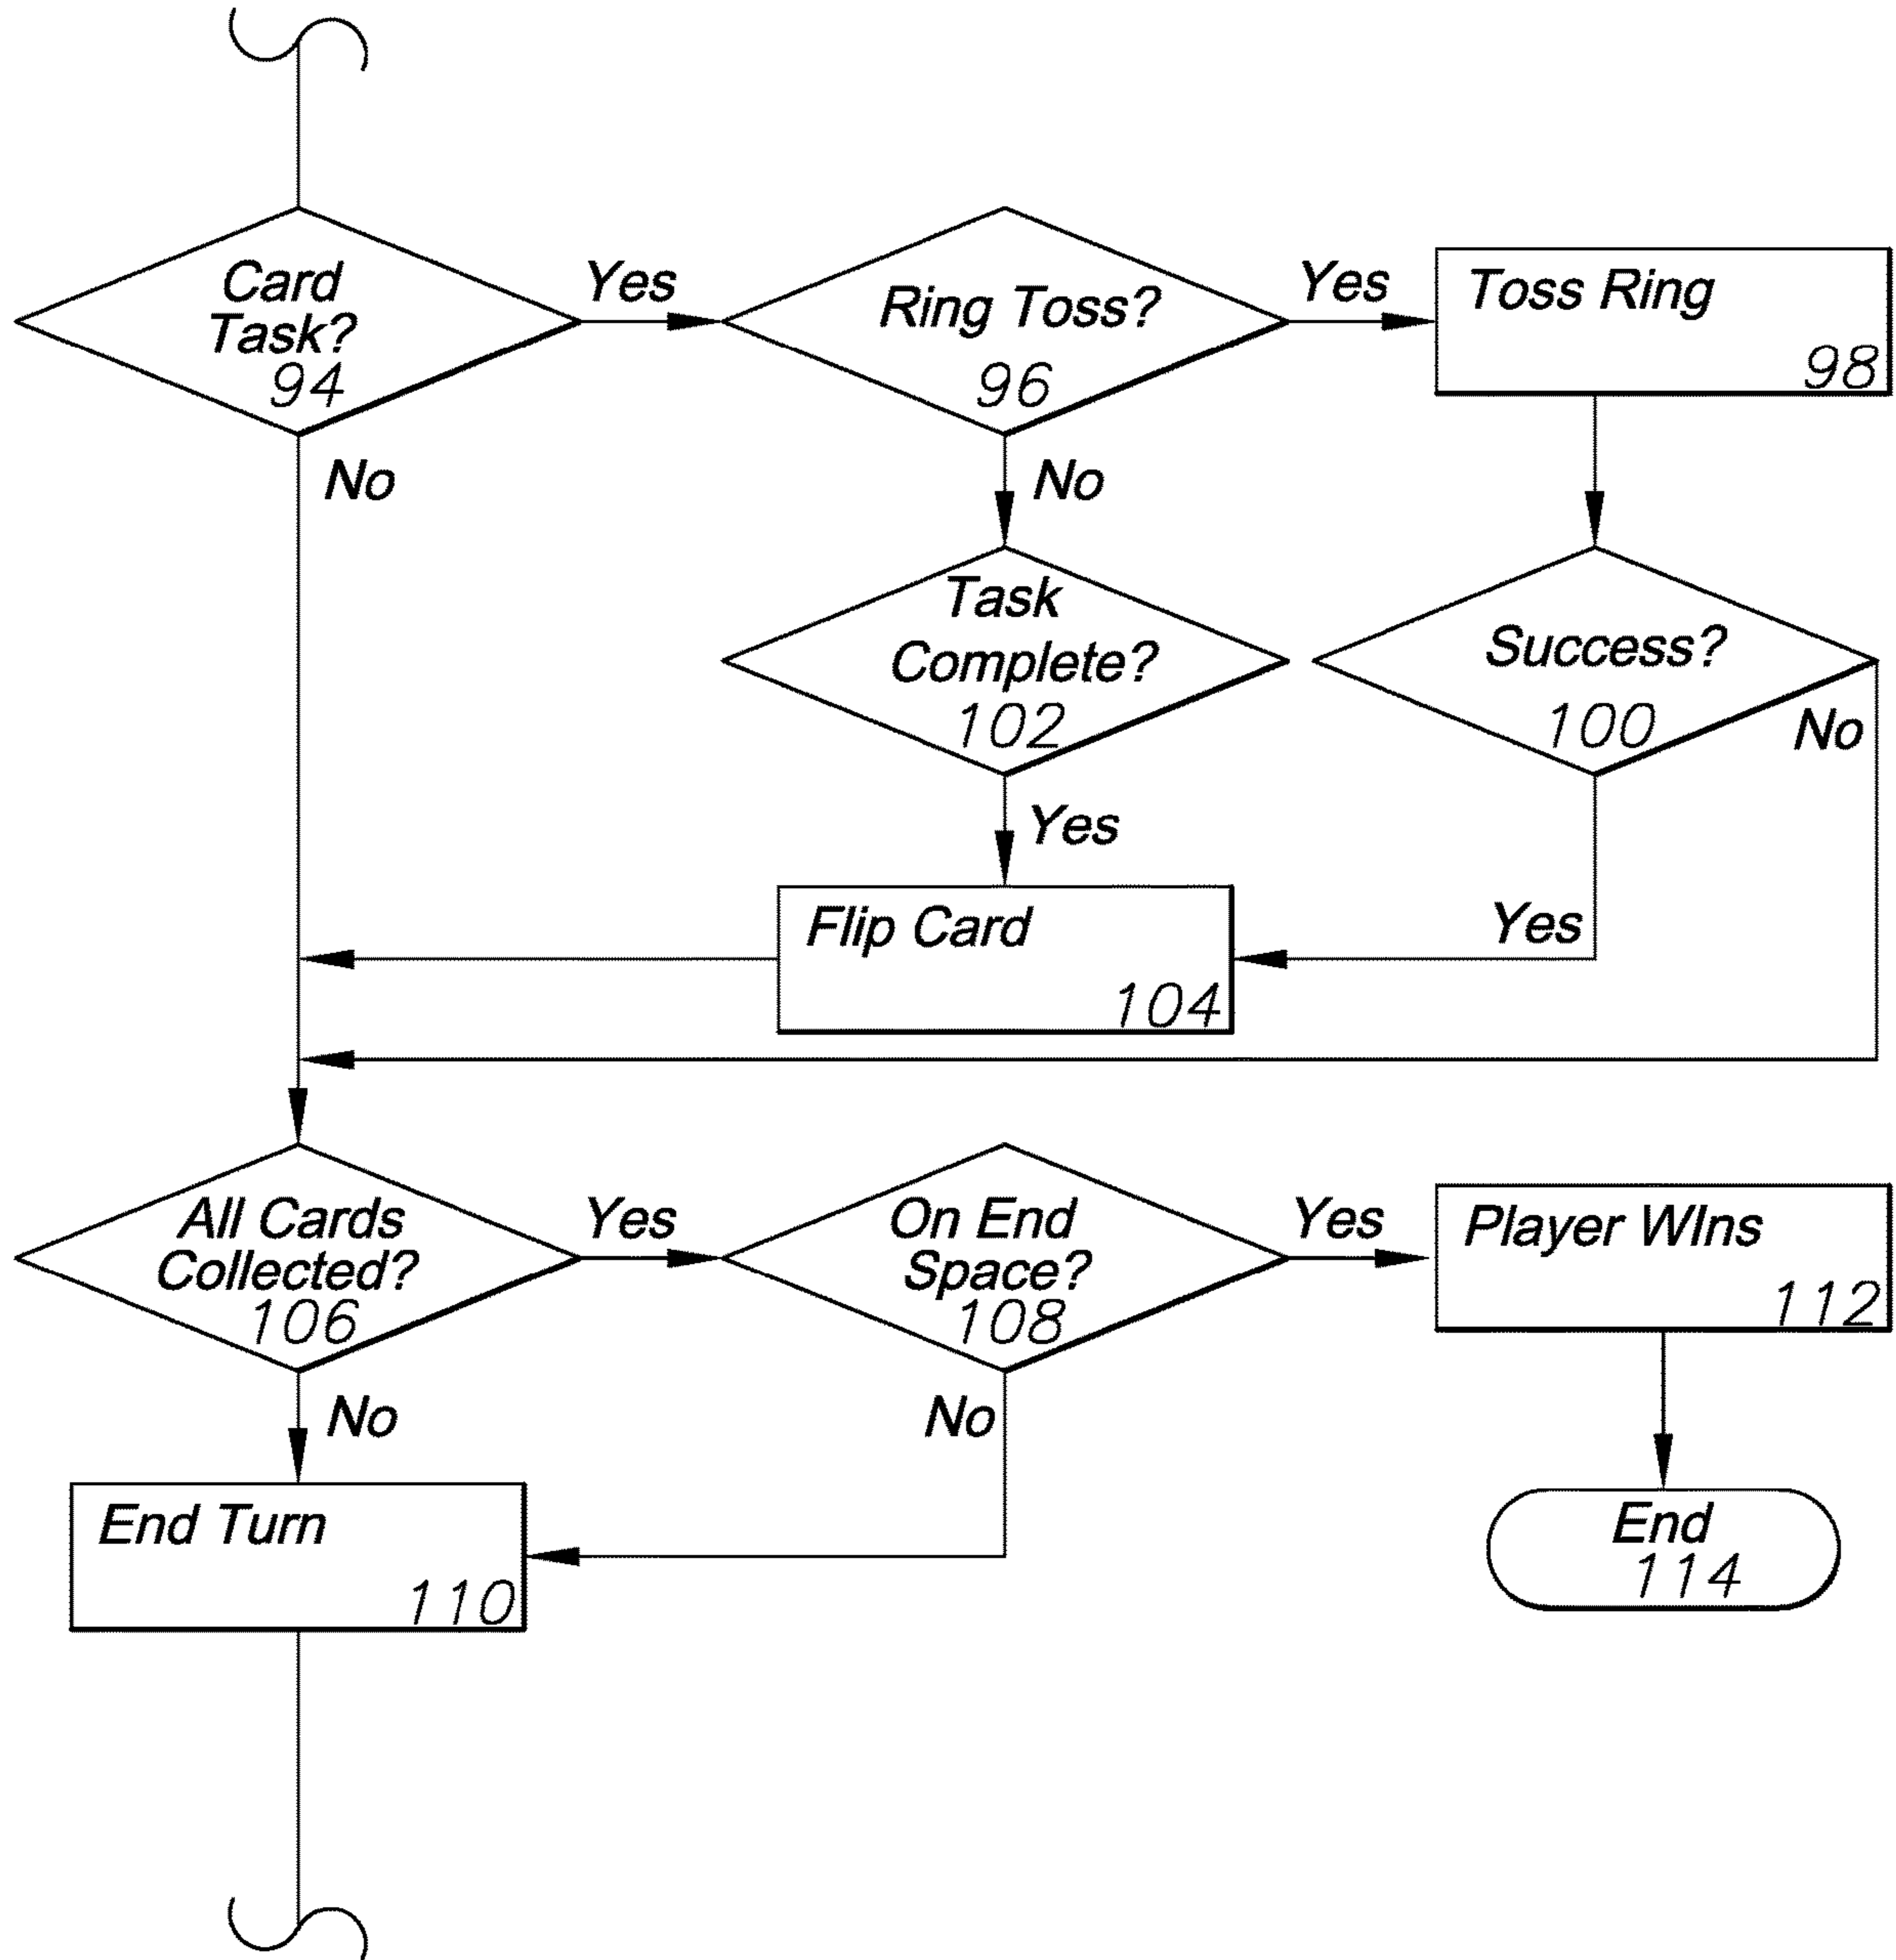 Card
Task?
94
Yes
Ring Toss?
96
Yes
Toss Ring
98
No
No
Task
Complete?
102
Success?
100
No
Yes
Flip Card
104
Yes
All Cards
Collected?
106
Yes
On End
Space?
108
Yes
Player WIns
112
No
No
End Turn
110
End
114